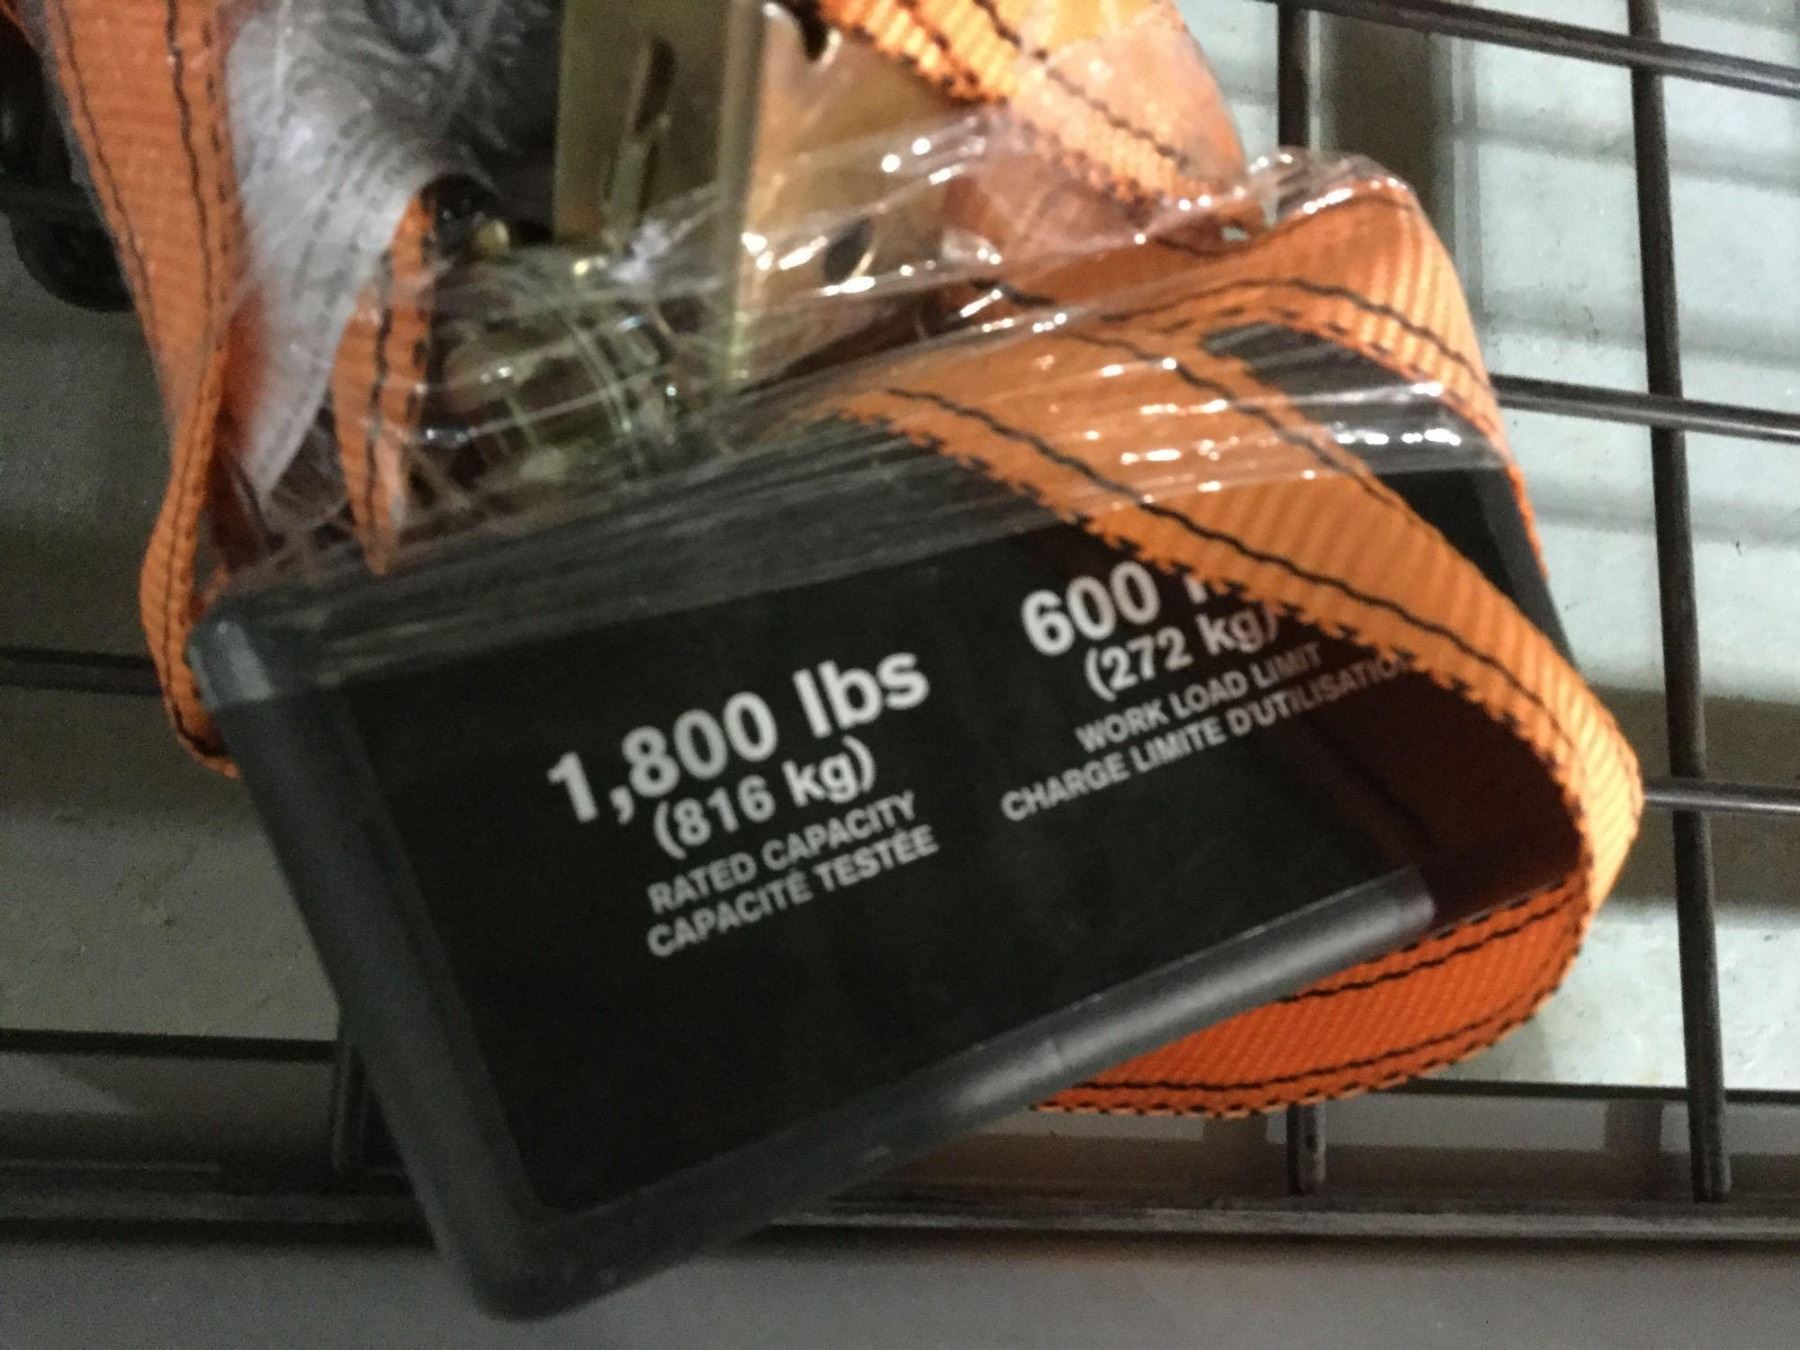 1,800 lbs
(816 kg)
RATED CAPACITY
CAPACITÉ TESTÉE
600
(272 kg)
WORK LOAD LIMIT
CHARGE LIMITE D'UTILISATION